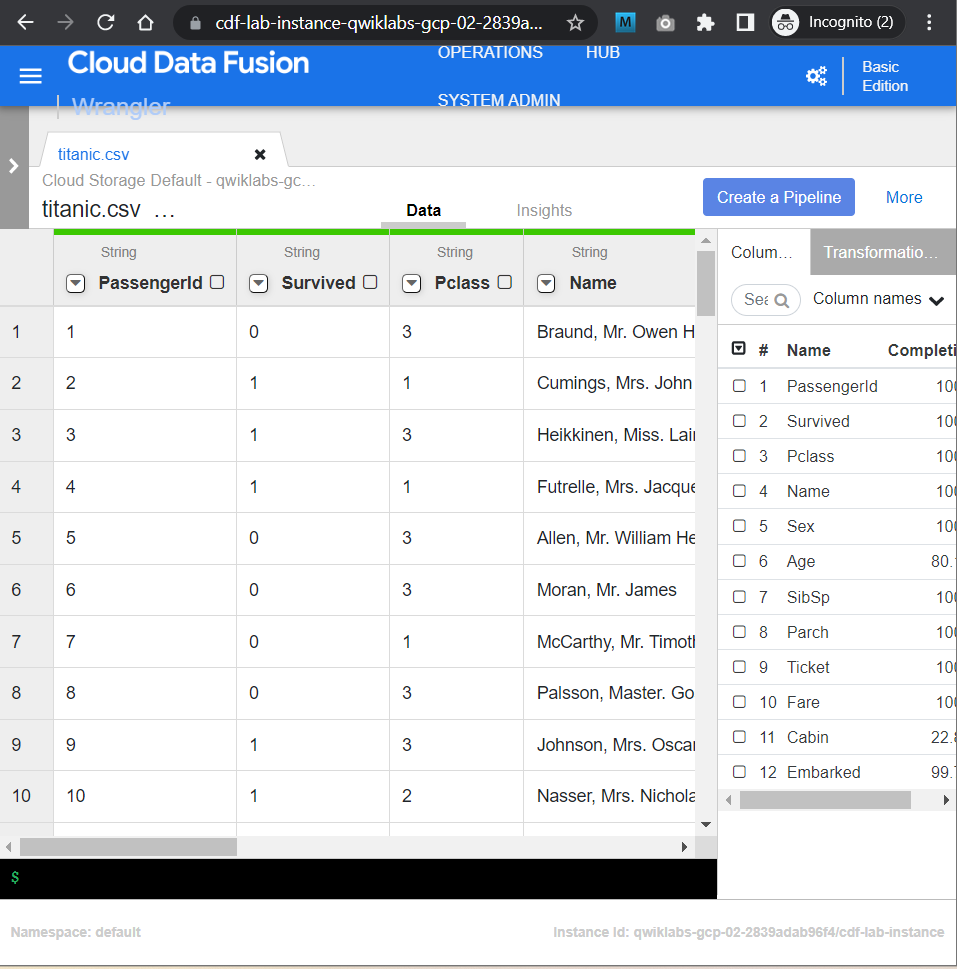 cdf-lab-instance-qwiklabs-gcp-02-2839a...
M
Incognito (2)
Cloud Data Fusion
OPERATIONS HUB
Basic
Edition
| Wrangler
SYSTEM ADMIN
titanic.csv
Cloud Storage Default - qwiklabs-gc...
titanic.csv ...
Data Insights
Create a Pipeline More
String String String String
PassengerId Survived Pclass Name
1 1 0 3 Braund, Mr. Owen H
2 2 1 1 Cumings, Mrs. John
3 3 1 3 Heikkinen, Miss. Lai
4 4 1 1 Futrelle, Mrs. Jacque
5 5 0 3 Allen, Mr. William He
6 6 0 3 Moran, Mr. James
7 7 0 1 McCarthy, Mr. Timoth
8 8 0 3 Palsson, Master. Go
9 9 1 3 Johnson, Mrs. Oscar
10 10 1 2 Nasser, Mrs. Nichola
Colum... Transformatio...
Sea Column names
# Name Completi
1 PassengerId 100
2 Survived 100
3 Pclass 100
4 Name 100
5 Sex 100
6 Age 80.
7 SibSp 100
8 Parch 100
9 Ticket 100
10 Fare 100
11 Cabin 22.8
12 Embarked 99.
$
Namespace: default
Instance Id: qwiklabs-gcp-02-2839adab96f4/cdf-lab-instance